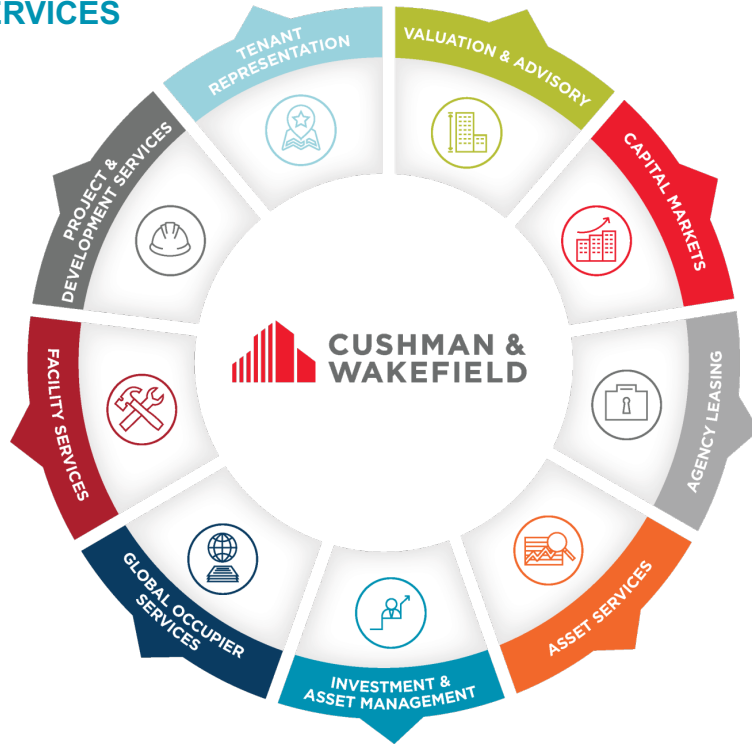 ERVICES
TENANT
REPRESENTATION
VALUATION & ADVISORY
CAPITAL MARKETS
AGENCY LEASING
ASSET SERVICES
INVESTMENT &
ASSET MANAGEMENT
GLOBAL OCCUPIER
SERVICES
FACILITY SERVICES
PROJECT &
DEVELOPMENT SERVICES
CUSHMAN &
WAKEFIELD